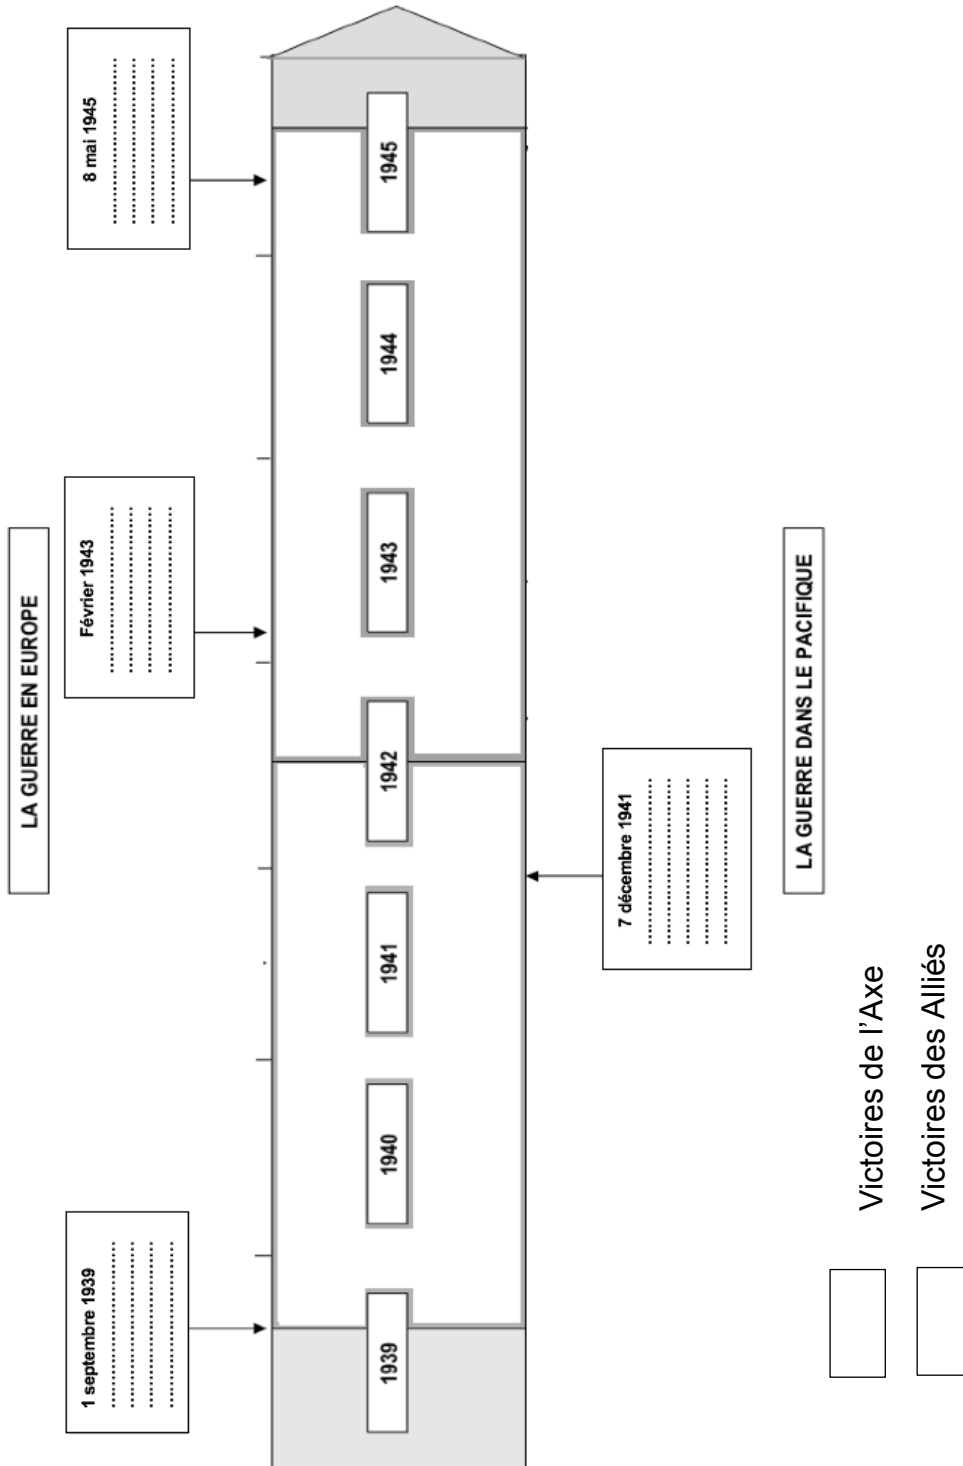 LA GUERRE EN EUROPE
1 septembre 1939
Février 1943
8 mai 1945
1939
1940
1941
1942
1943
1944
1945
7 décembre 1941
LA GUERRE DANS LE PACIFIQUE
Victoires de l’Axe
Victoires des Alliés